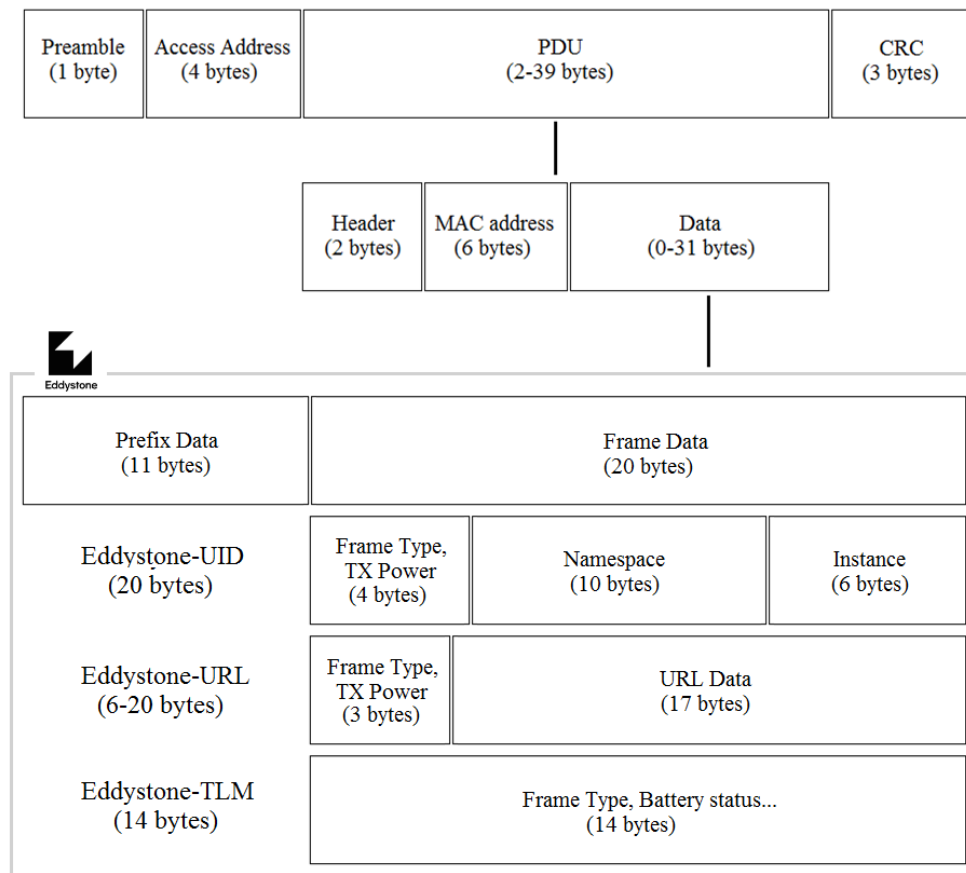 Preamble
(1 byte)
Access Address
(4 bytes)
PDU
(2-39 bytes)
CRC
(3 bytes)
Header
(2 bytes)
MAC address
(6 bytes)
Data
(0-31 bytes)
Eddystone
Prefix Data
(11 bytes)
Frame Data
(20 bytes)
Eddystone-UID
(20 bytes)
Frame Type,
TX Power
(4 bytes)
Namespace
(10 bytes)
Instance
(6 bytes)
Eddystone-URL
(6-20 bytes)
Frame Type,
TX Power
(3 bytes)
URL Data
(17 bytes)
Eddystone-TLM
(14 bytes)
Frame Type, Battery status...
(14 bytes)